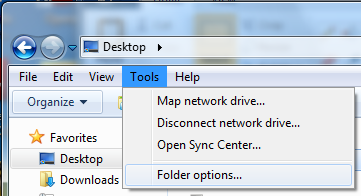 Desktop
File Edit View Tools Help
Organize
Map network drive...
Disconnect network drive...
Open Sync Center...
Folder options...
Favorites
Desktop
Downloads